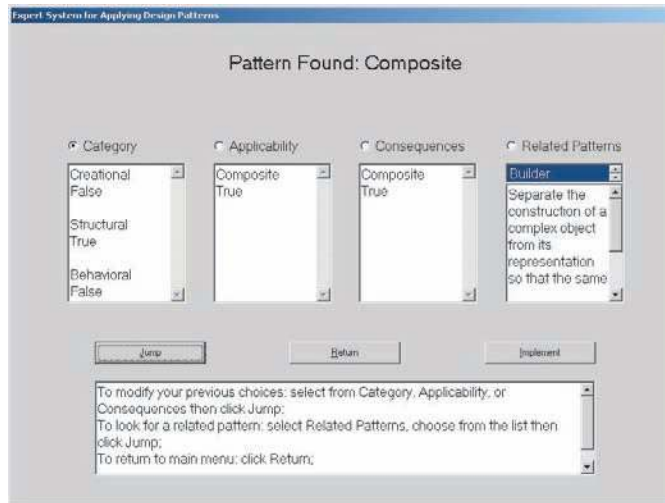 Expert System for Applying Design Patterns
Pattern Found: Composite
Category
Applicability
Consequences
Related Patterns
Creational
False
Structural
True
Behavioral
False
Composite
True
Composite
True
Builder
Separate the
construction of a
complex object
from its
representation
so that the same
Jump
Return
Implement
To modify your previous choices: select from Category, Applicability, or
Consequences then click Jump;
To look for a related pattern: select Related Patterns, choose from the list then
click Jump;
To return to main menu: click Return;